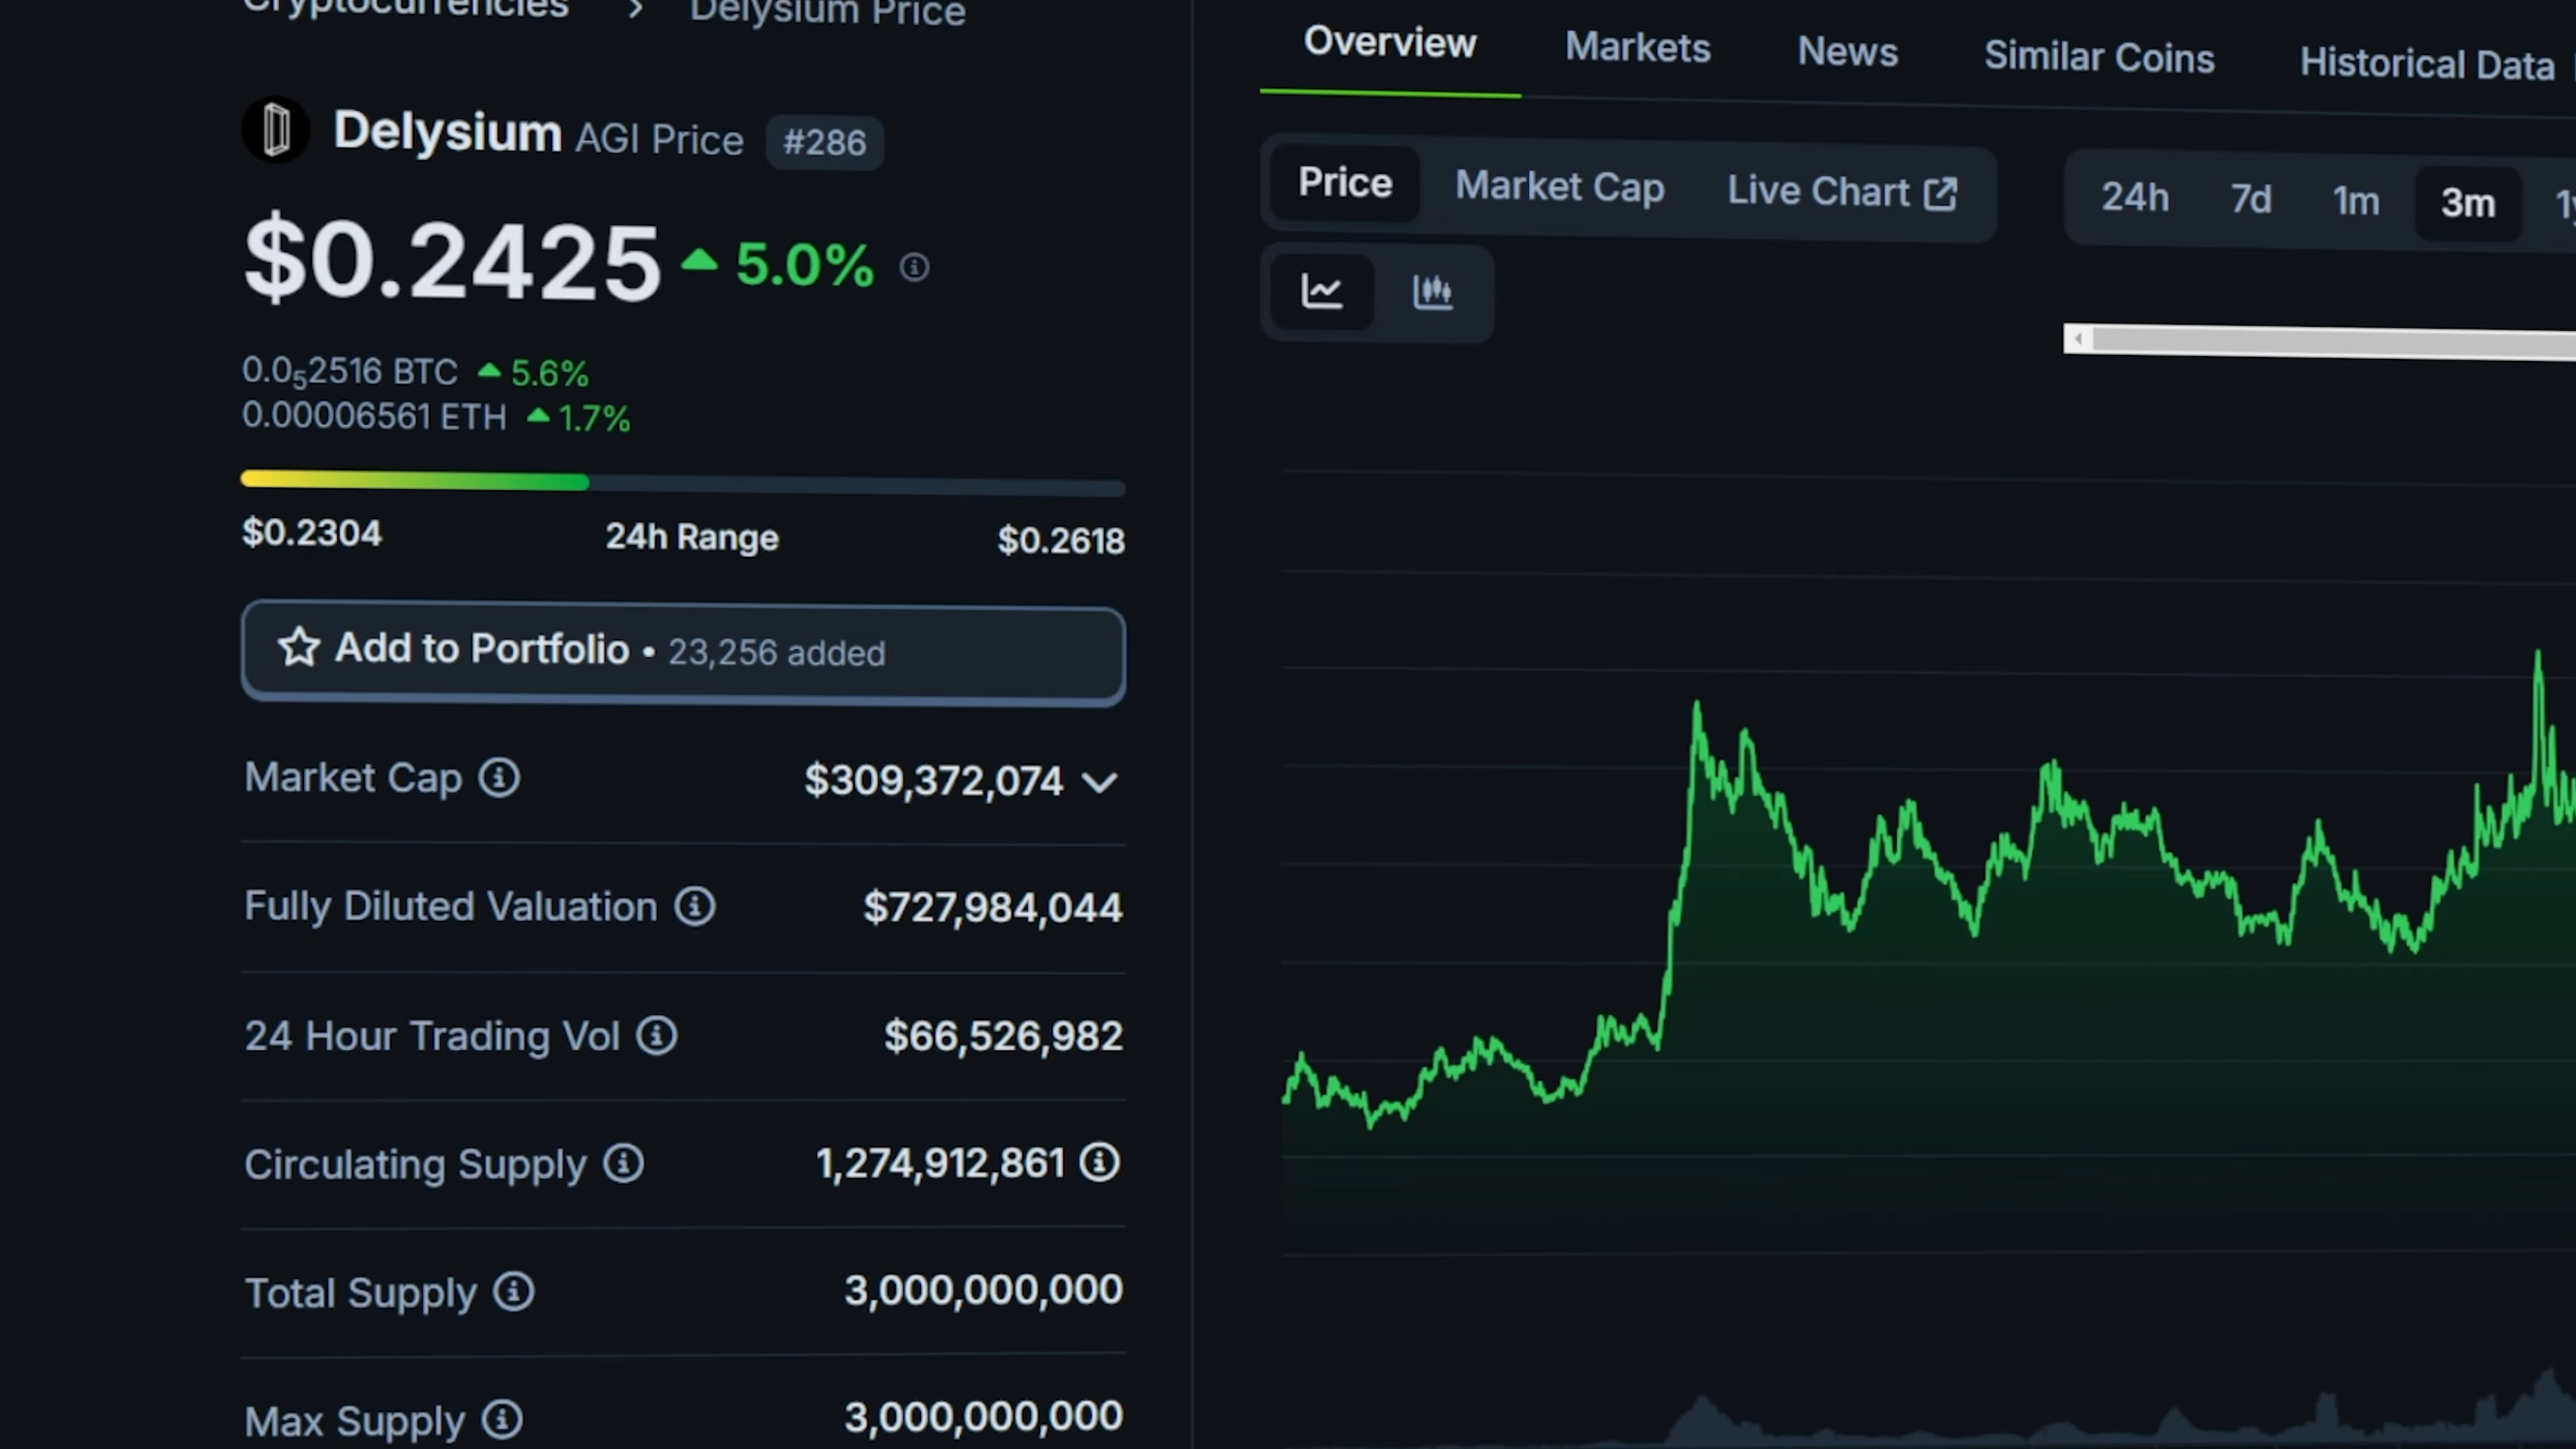 Cryptocurrencies > Delysium Price
Delysium AGI Price #286
$0.2425 5.0%
0.0₅2516 BTC 5.6%
0.00006561 ETH 1.7%
$0.2304 24h Range $0.2618
Add to Portfolio • 23,256 added
Market Cap $309,372,074
Fully Diluted Valuation $727,984,044
24 Hour Trading Vol $66,526,982
Circulating Supply 1,274,912,861
Total Supply 3,000,000,000
Max Supply 3,000,000,000
Overview Markets News Similar Coins Historical Data
Price Market Cap Live Chart 24h 7d 1m 3m 1y